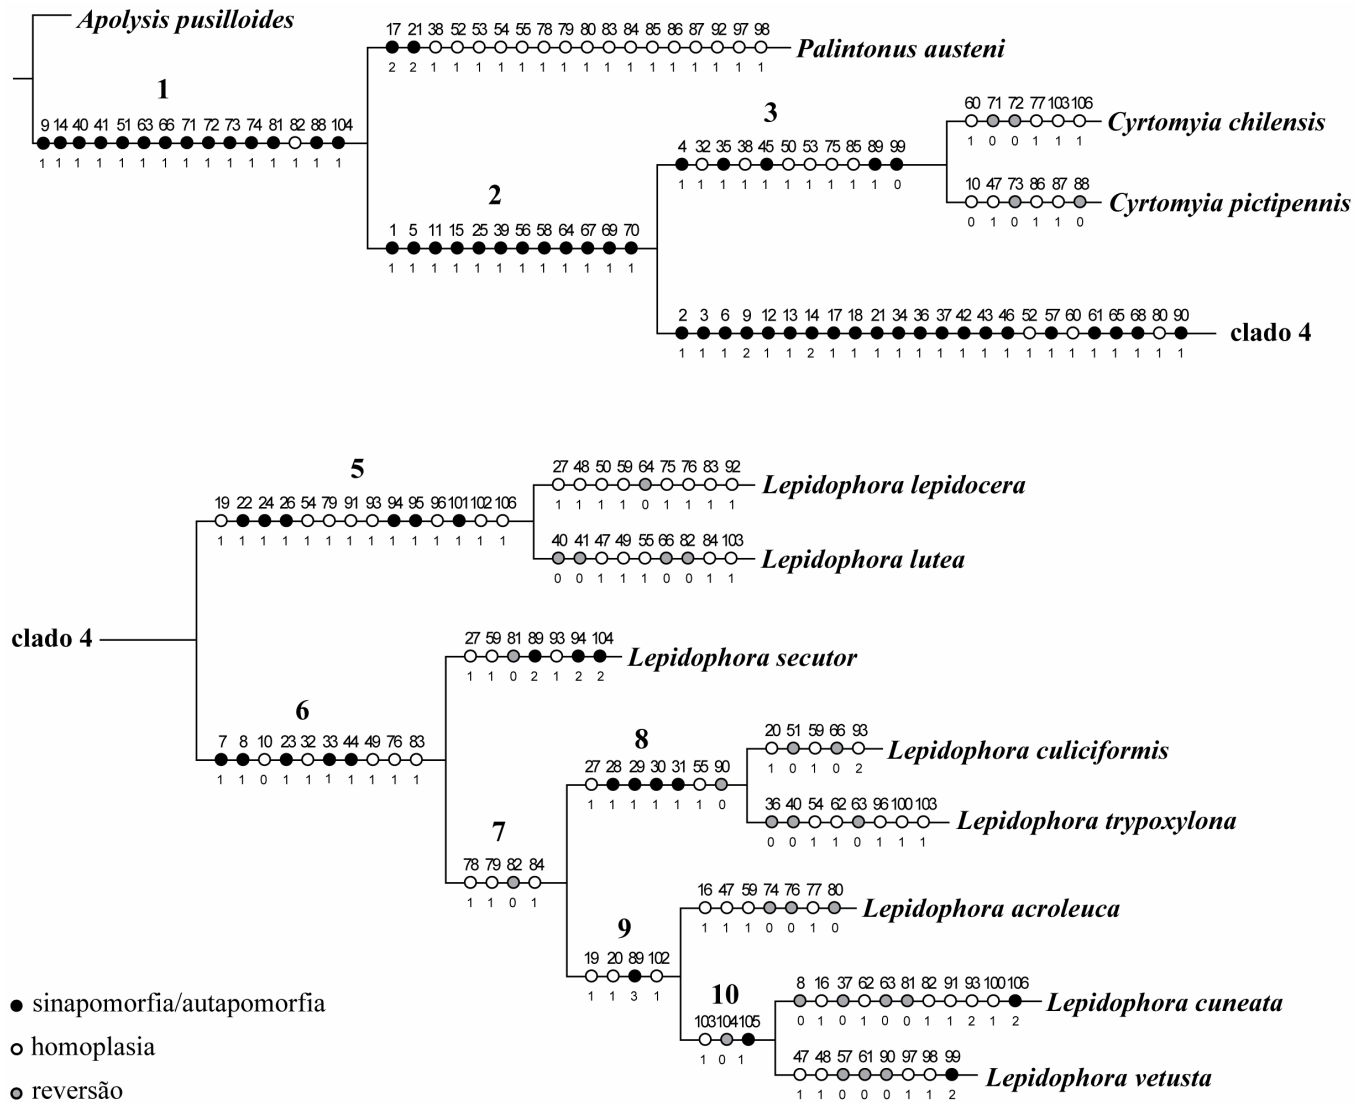 Apolysis pusilloides
17 21 38 52 53 54 55 78 79 80 83 84 85 86 87 92 97 98
Palintonus austeni
2 2 1 1 1 1 1 1 1 1 1 1 1 1 1 1 1 1
1
9 14 40 41 51 63 66 71 72 73 74 81 82 88 104
1 1 1 1 1 1 1 1 1 1 1 1 1 1 1
3
60 71 72 77 103 106
Cyrtomyia chilensis
1 0 0 1 1 1
4 32 35 38 45 50 53 75 85 89 99
1 1 1 1 1 1 1 1 1 1 0
10 47 73 86 87 88
Cyrtomyia pictipennis
0 1 0 1 1 0
2
1 5 11 15 25 39 56 58 64 67 69 70
1 1 1 1 1 1 1 1 1 1 1 1
2 3 6 9 12 13 14 17 18 21 34 36 37 42 43 46 52 57 60 61 65 68 80 90
clado 4
1 1 1 2 1 1 2 1 1 1 1 1 1 1 1 1 1 1 1 1 1 1 1 1
5
27 48 50 59 64 75 76 83 92
Lepidophora lepidocera
1 1 1 1 0 1 1 1 1
19 22 24 26 54 79 91 93 94 95 96 101 102 106
1 1 1 1 1 1 1 1 1 1 1 1 1 1
40 41 47 49 55 66 82 84 103
Lepidophora lutea
0 0 1 1 1 0 0 1 1
clado 4
27 59 81 89 93 94 104
Lepidophora secutor
1 1 0 2 1 2 2
6
7 8 10 23 32 33 44 49 76 83
1 1 0 1 1 1 1 1 1 1
8
20 51 59 66 93
Lepidophora culiciformis
1 0 1 0 2
27 28 29 30 31 55 90
1 1 1 1 1 1 0
36 40 54 62 63 96 100 103
Lepidophora trypoxylona
0 0 1 1 0 1 1 1
7
78 79 82 84
1 1 0 1
16 47 59 74 76 77 80
Lepidophora acroleuca
1 1 1 0 0 1 0
9
19 20 89 102
1 1 3 1
10
8 16 37 62 63 81 82 91 93 100 106
Lepidophora cuneata
0 1 0 1 0 0 1 1 2 1 2
103 104 105
1 0 1
47 48 57 61 90 97 98 99
Lepidophora vetusta
1 1 0 0 0 1 1 2
sinapomorfia/autapomorfia
homoplasia
reversão